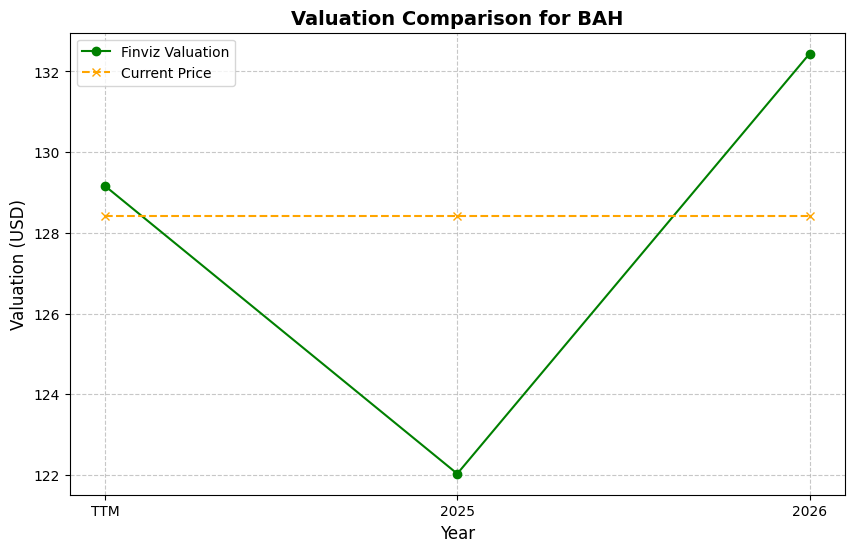 Valuation Comparison for BAH
Finviz Valuation
Current Price
Valuation (USD)
132
130
128
126
124
122
TTM
2025
2026
Year